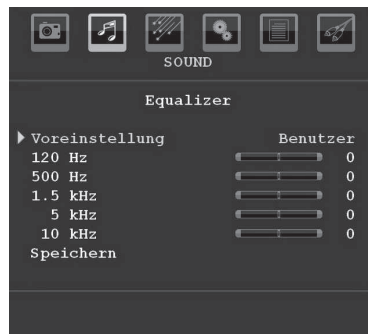 SOUND
Equalizer
Voreinstellung Benutzer
120 Hz 0
500 Hz 0
1.5 kHz 0
5 kHz 0
10 kHz 0
Speichern